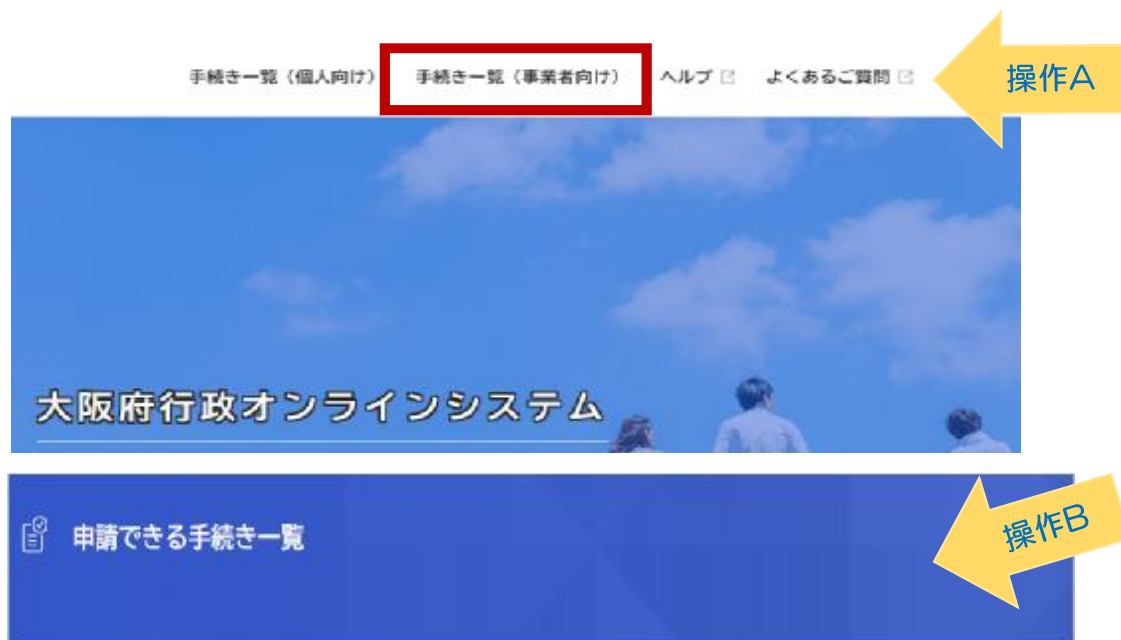 手続き一覧（個人向け） 手続き一覧（事業者向け） ヘルプ よくあるご質問
操作A
大阪府行政オンラインシステム
申請できる手続き一覧
操作B